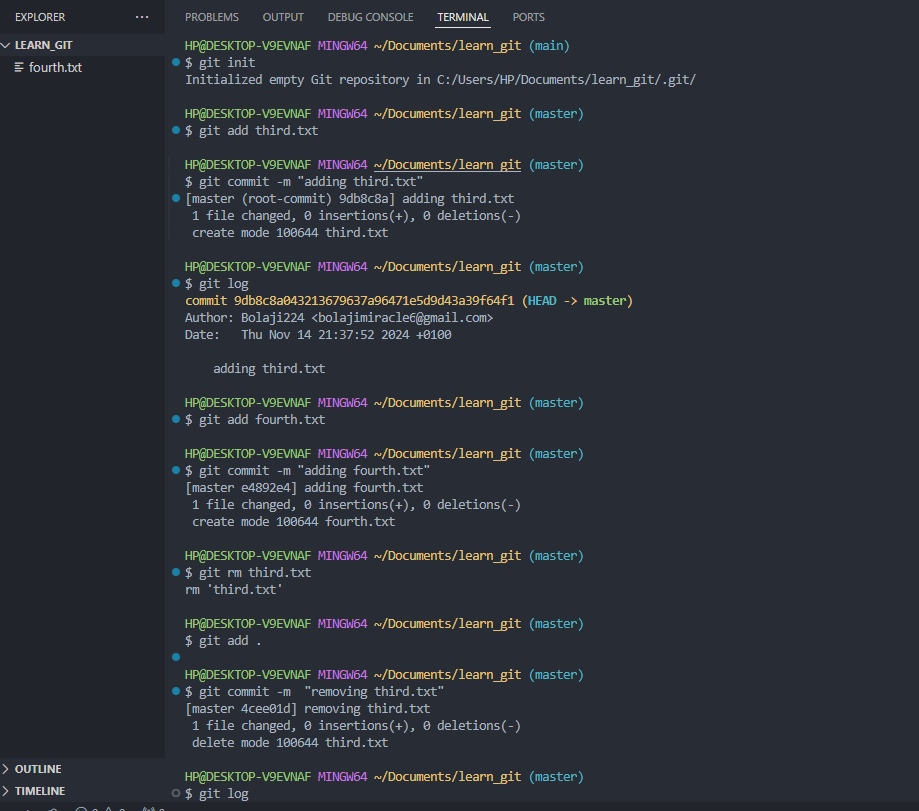 EXPLORER ...
LEARN_GIT
fourth.txt
OUTLINE
TIMELINE
PROBLEMS OUTPUT DEBUG CONSOLE TERMINAL PORTS
HP@DESKTOP-V9EVNAF MINGW64 ~/Documents/learn_git (main)
$ git init
Initialized empty Git repository in C:/Users/HP/Documents/learn_git/.git/
HP@DESKTOP-V9EVNAF MINGW64 ~/Documents/learn_git (master)
$ git add third.txt
HP@DESKTOP-V9EVNAF MINGW64 ~/Documents/learn_git (master)
$ git commit -m "adding third.txt"
[master (root-commit) 9db8c8a] adding third.txt
 1 file changed, 0 insertions(+), 0 deletions(-)
 create mode 100644 third.txt
HP@DESKTOP-V9EVNAF MINGW64 ~/Documents/learn_git (master)
$ git log
commit 9db8c8a043213679637a96471e5d9d43a39f64f1 (HEAD -> master)
Author: Bolaji224 <bolajimiracle6@gmail.com>
Date:   Thu Nov 14 21:37:52 2024 +0100
    adding third.txt
HP@DESKTOP-V9EVNAF MINGW64 ~/Documents/learn_git (master)
$ git add fourth.txt
HP@DESKTOP-V9EVNAF MINGW64 ~/Documents/learn_git (master)
$ git commit -m "adding fourth.txt"
[master e4892e4] adding fourth.txt
 1 file changed, 0 insertions(+), 0 deletions(-)
 create mode 100644 fourth.txt
HP@DESKTOP-V9EVNAF MINGW64 ~/Documents/learn_git (master)
$ git rm third.txt
rm 'third.txt'
HP@DESKTOP-V9EVNAF MINGW64 ~/Documents/learn_git (master)
$ git add .
HP@DESKTOP-V9EVNAF MINGW64 ~/Documents/learn_git (master)
$ git commit -m  "removing third.txt"
[master 4cee01d] removing third.txt
 1 file changed, 0 insertions(+), 0 deletions(-)
 delete mode 100644 third.txt
HP@DESKTOP-V9EVNAF MINGW64 ~/Documents/learn_git (master)
$ git log